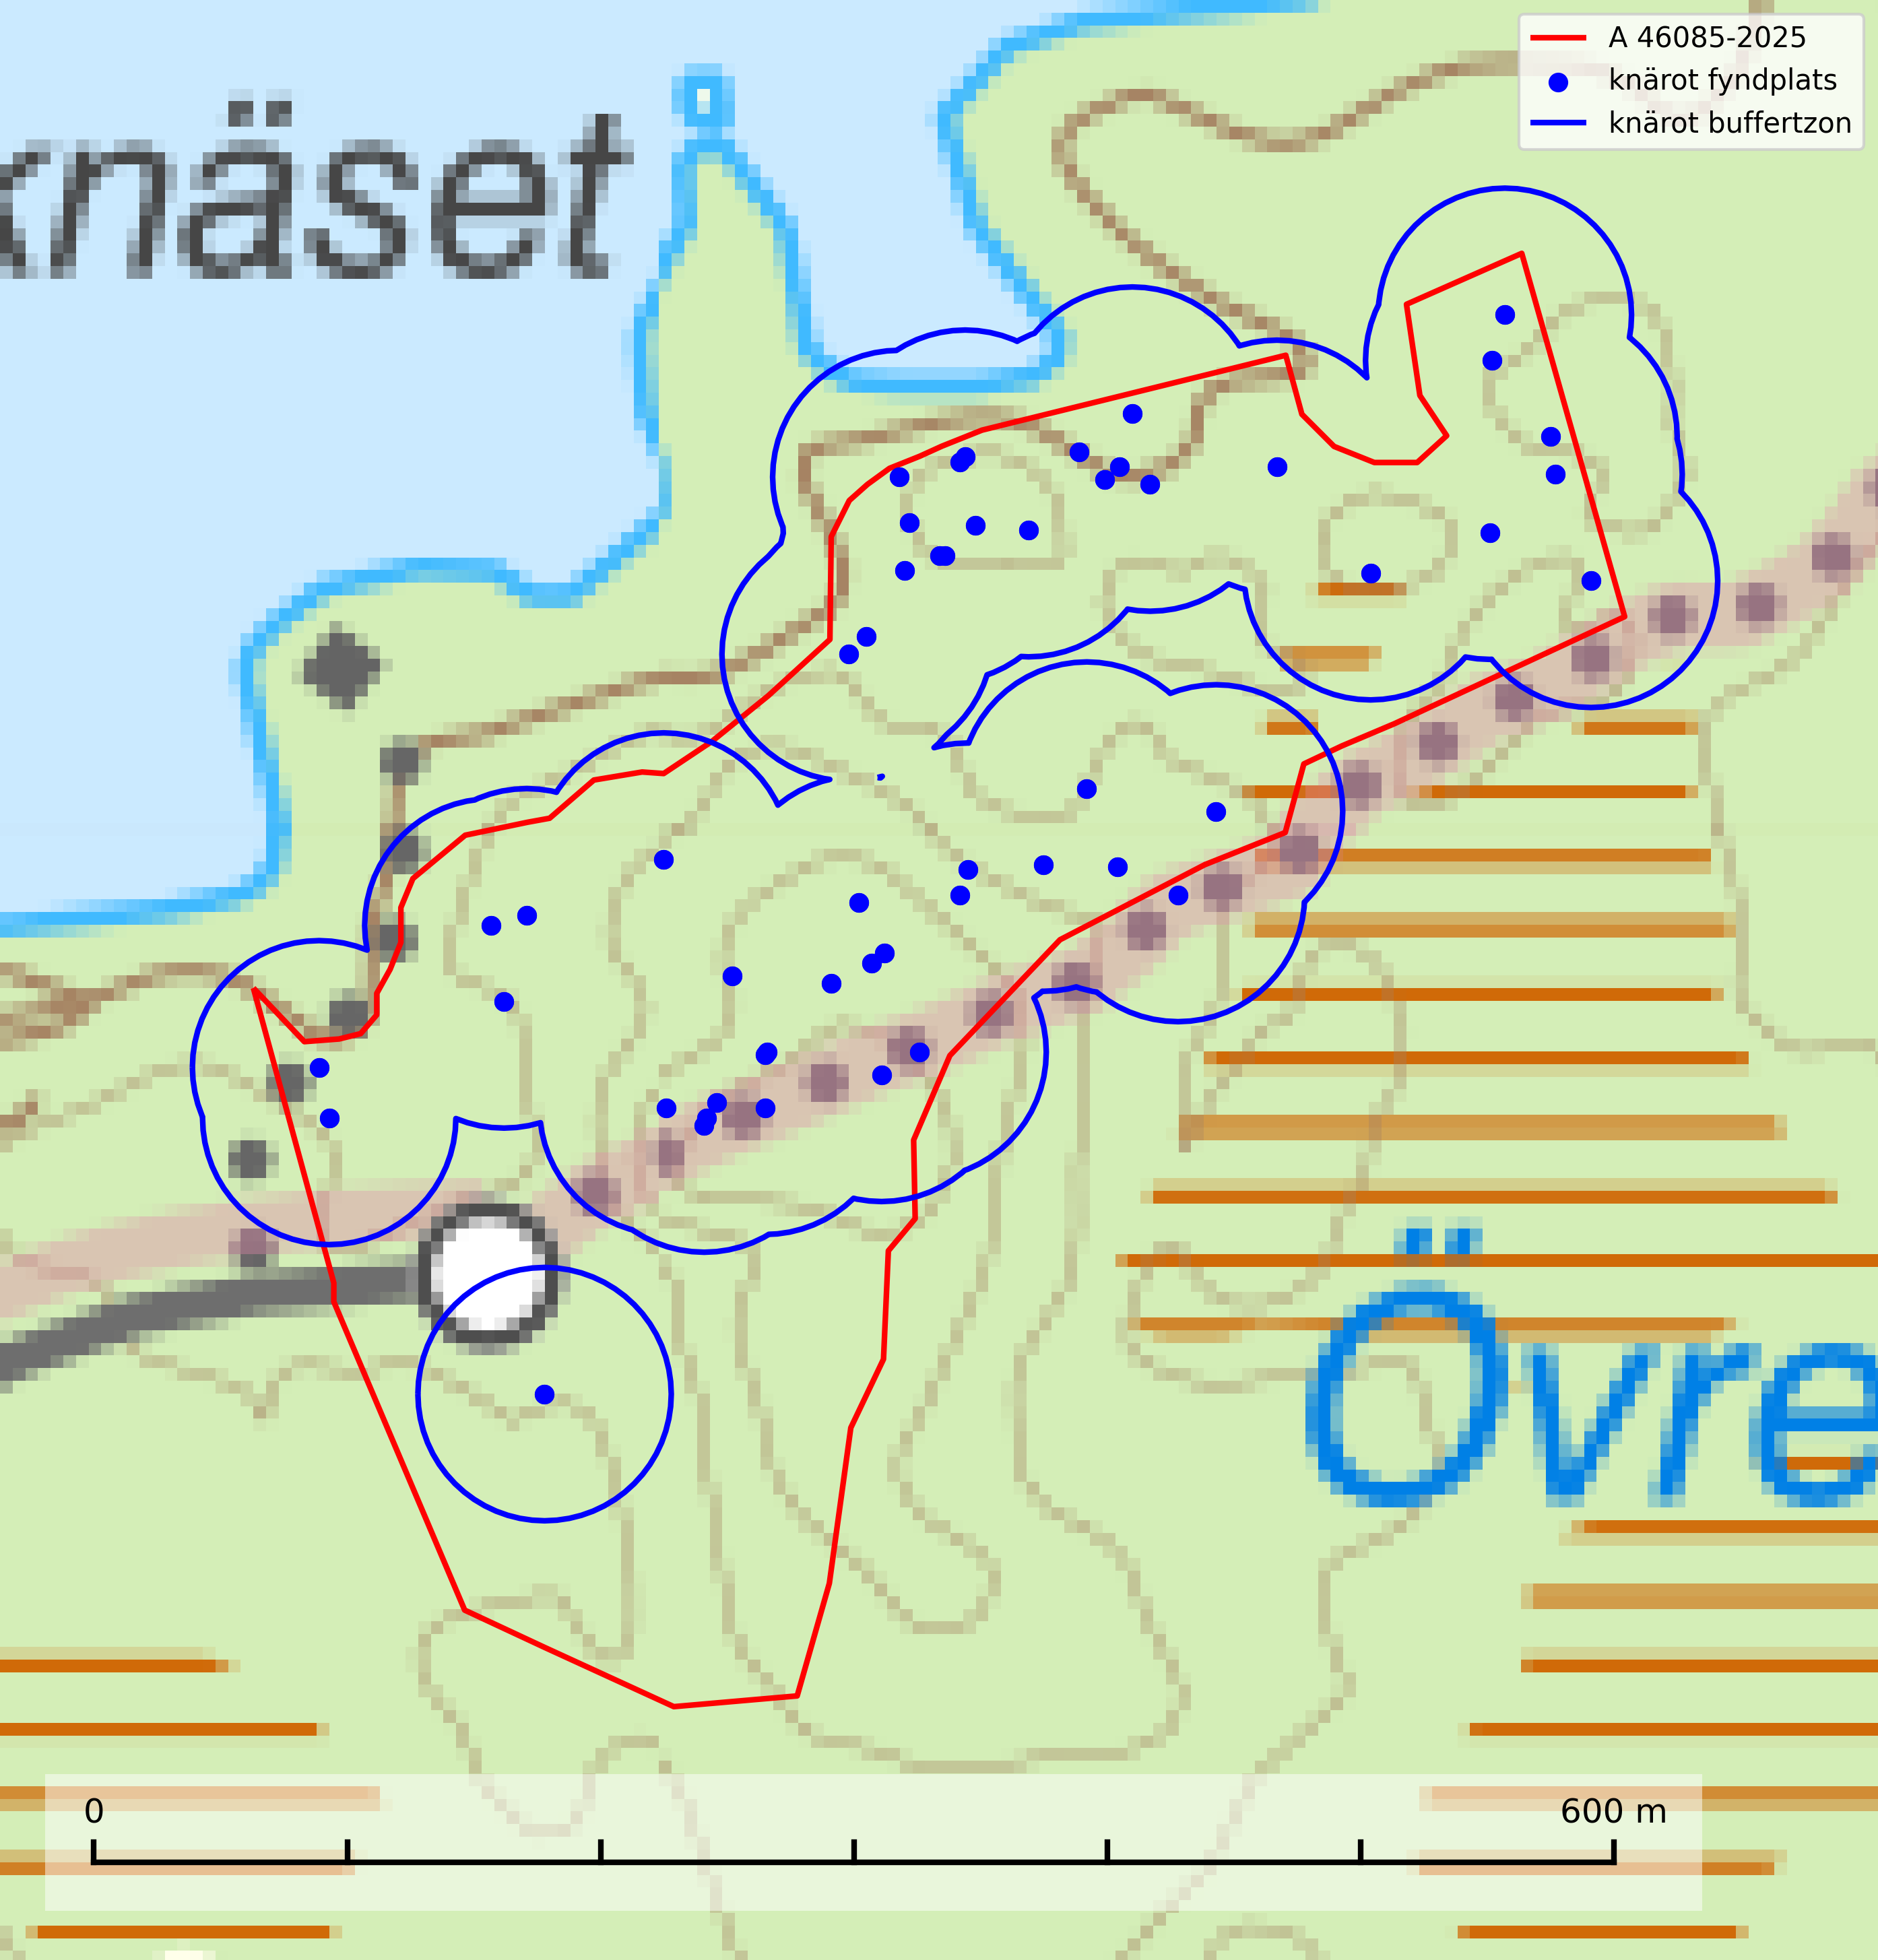 A 46085-2025
knärot fyndplats
knärot buffertzon
knäset
Övre
0 600 m